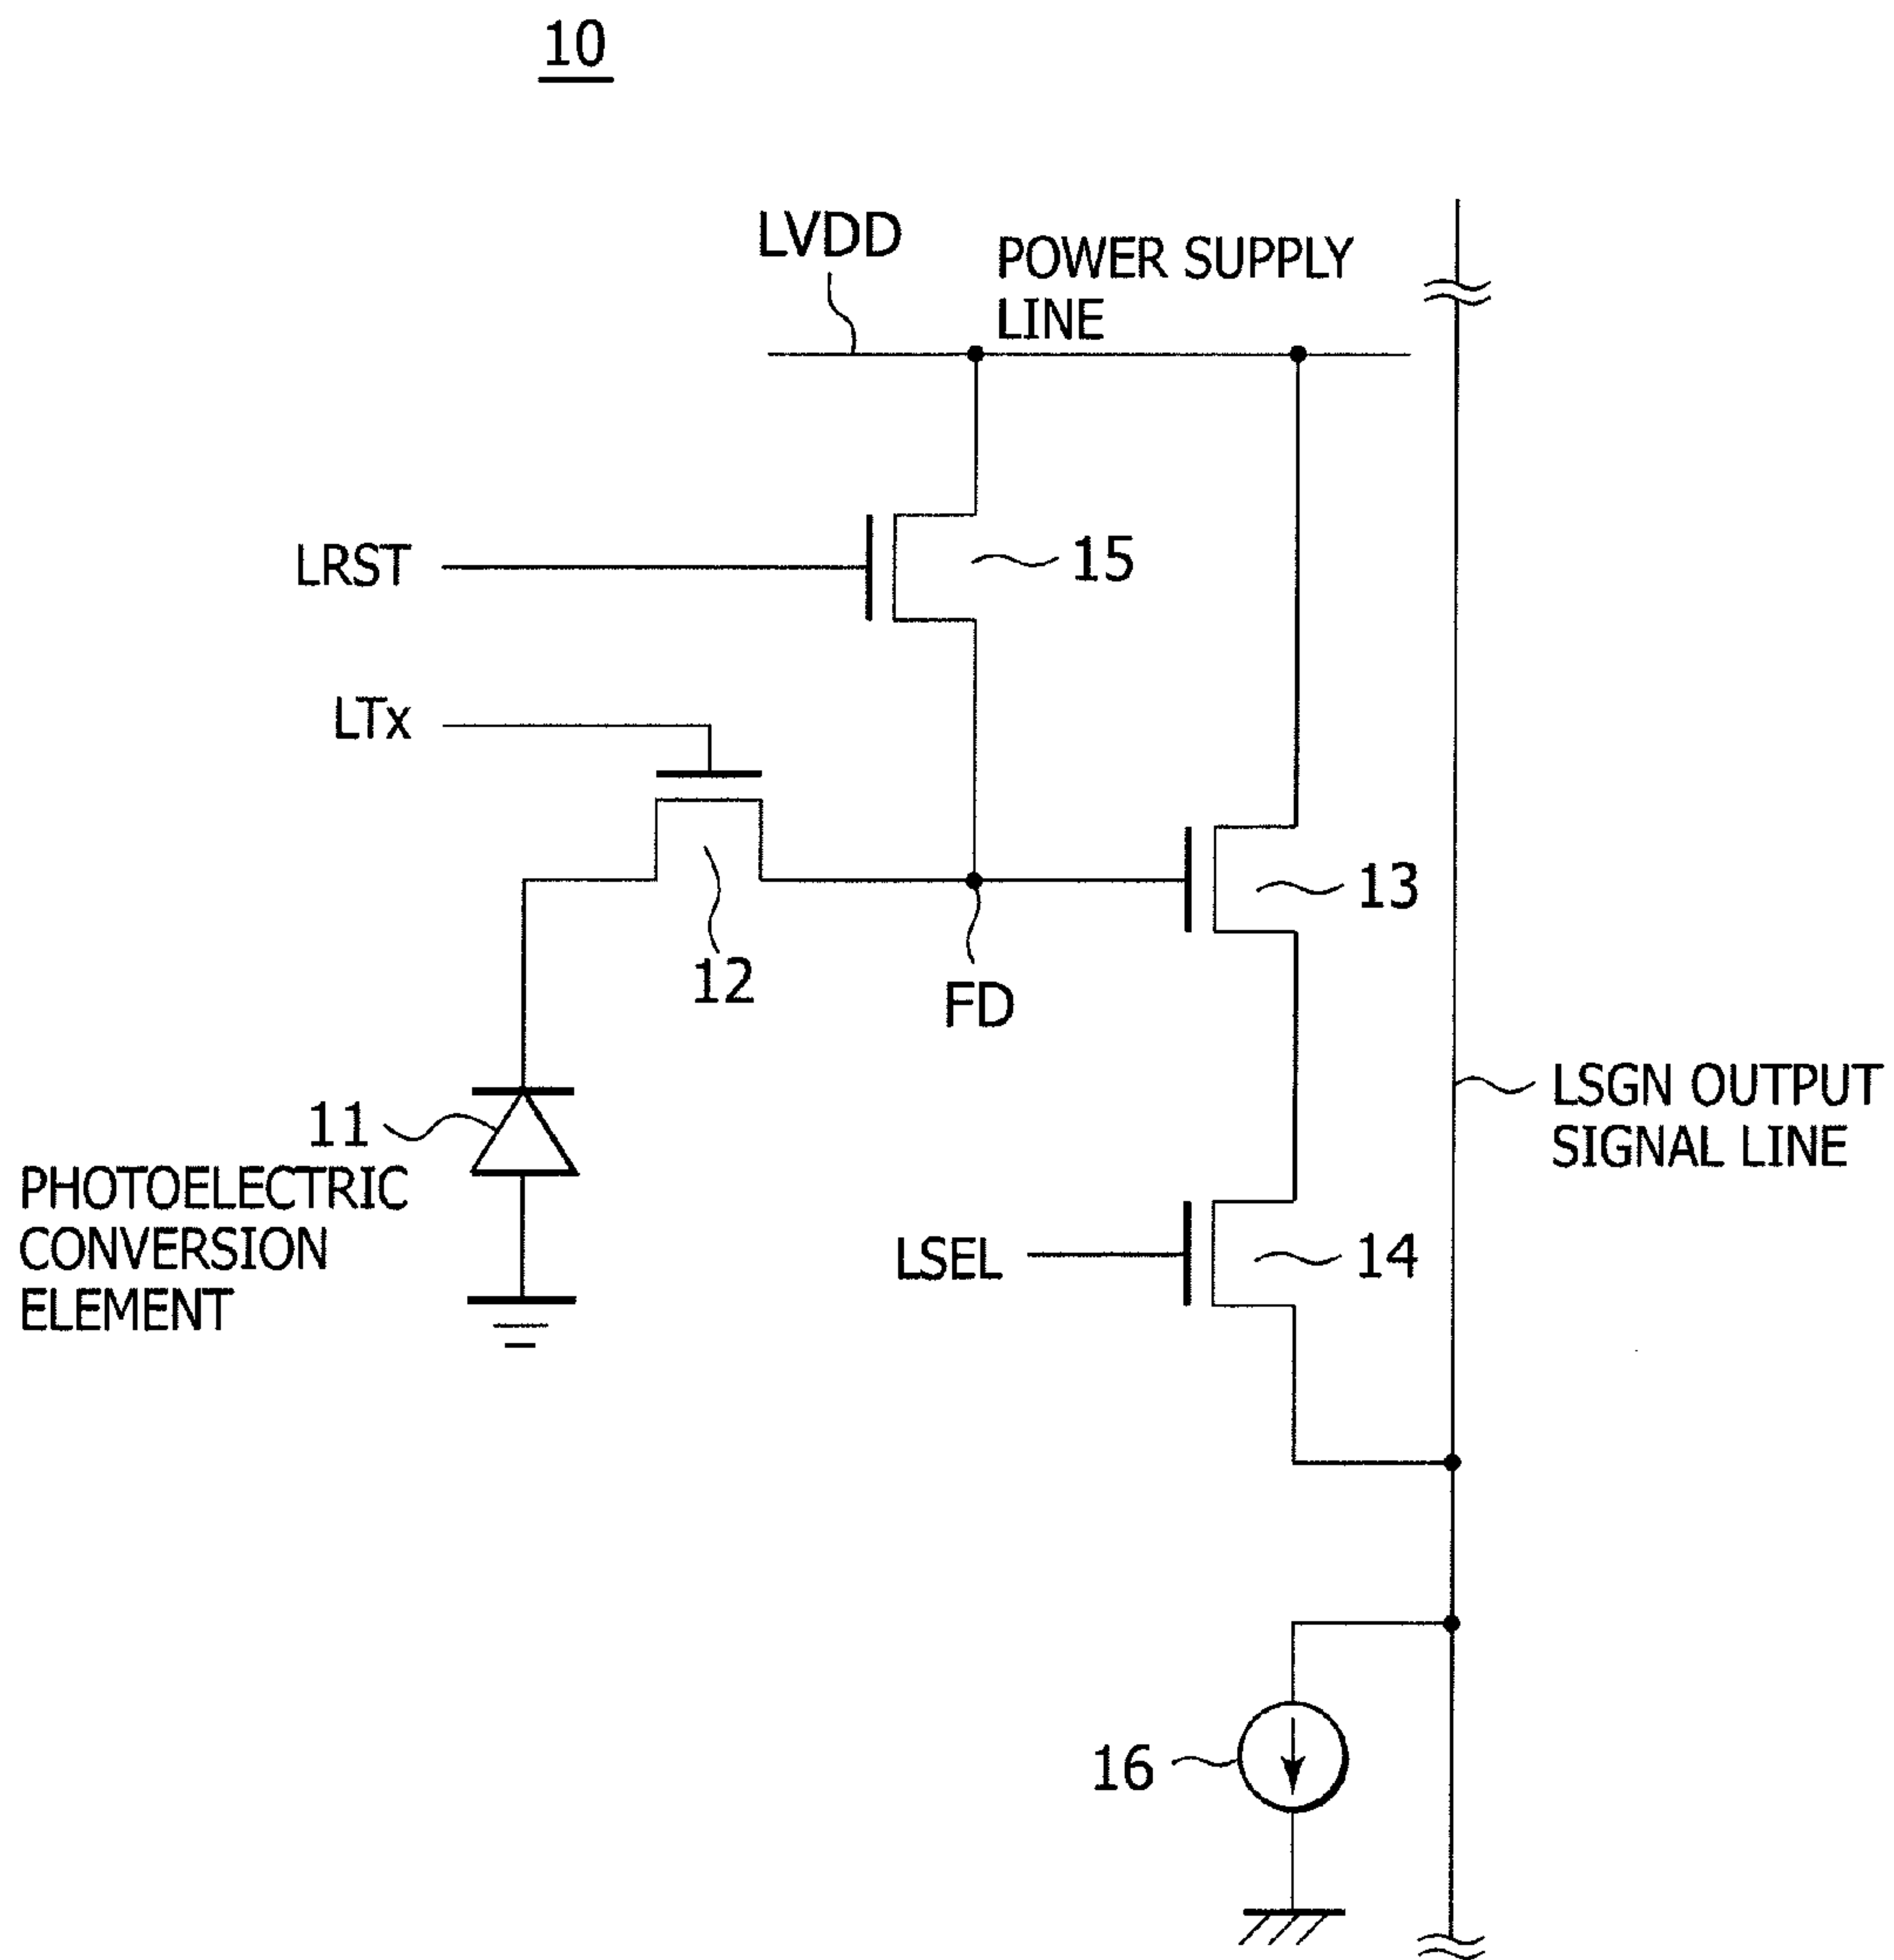 10
LVDD
POWER SUPPLY
LINE
LRST
15
LTx
13
12
FD
LSGN OUTPUT
SIGNAL LINE
11
PHOTOELECTRIC
CONVERSION
ELEMENT
LSEL
14
16